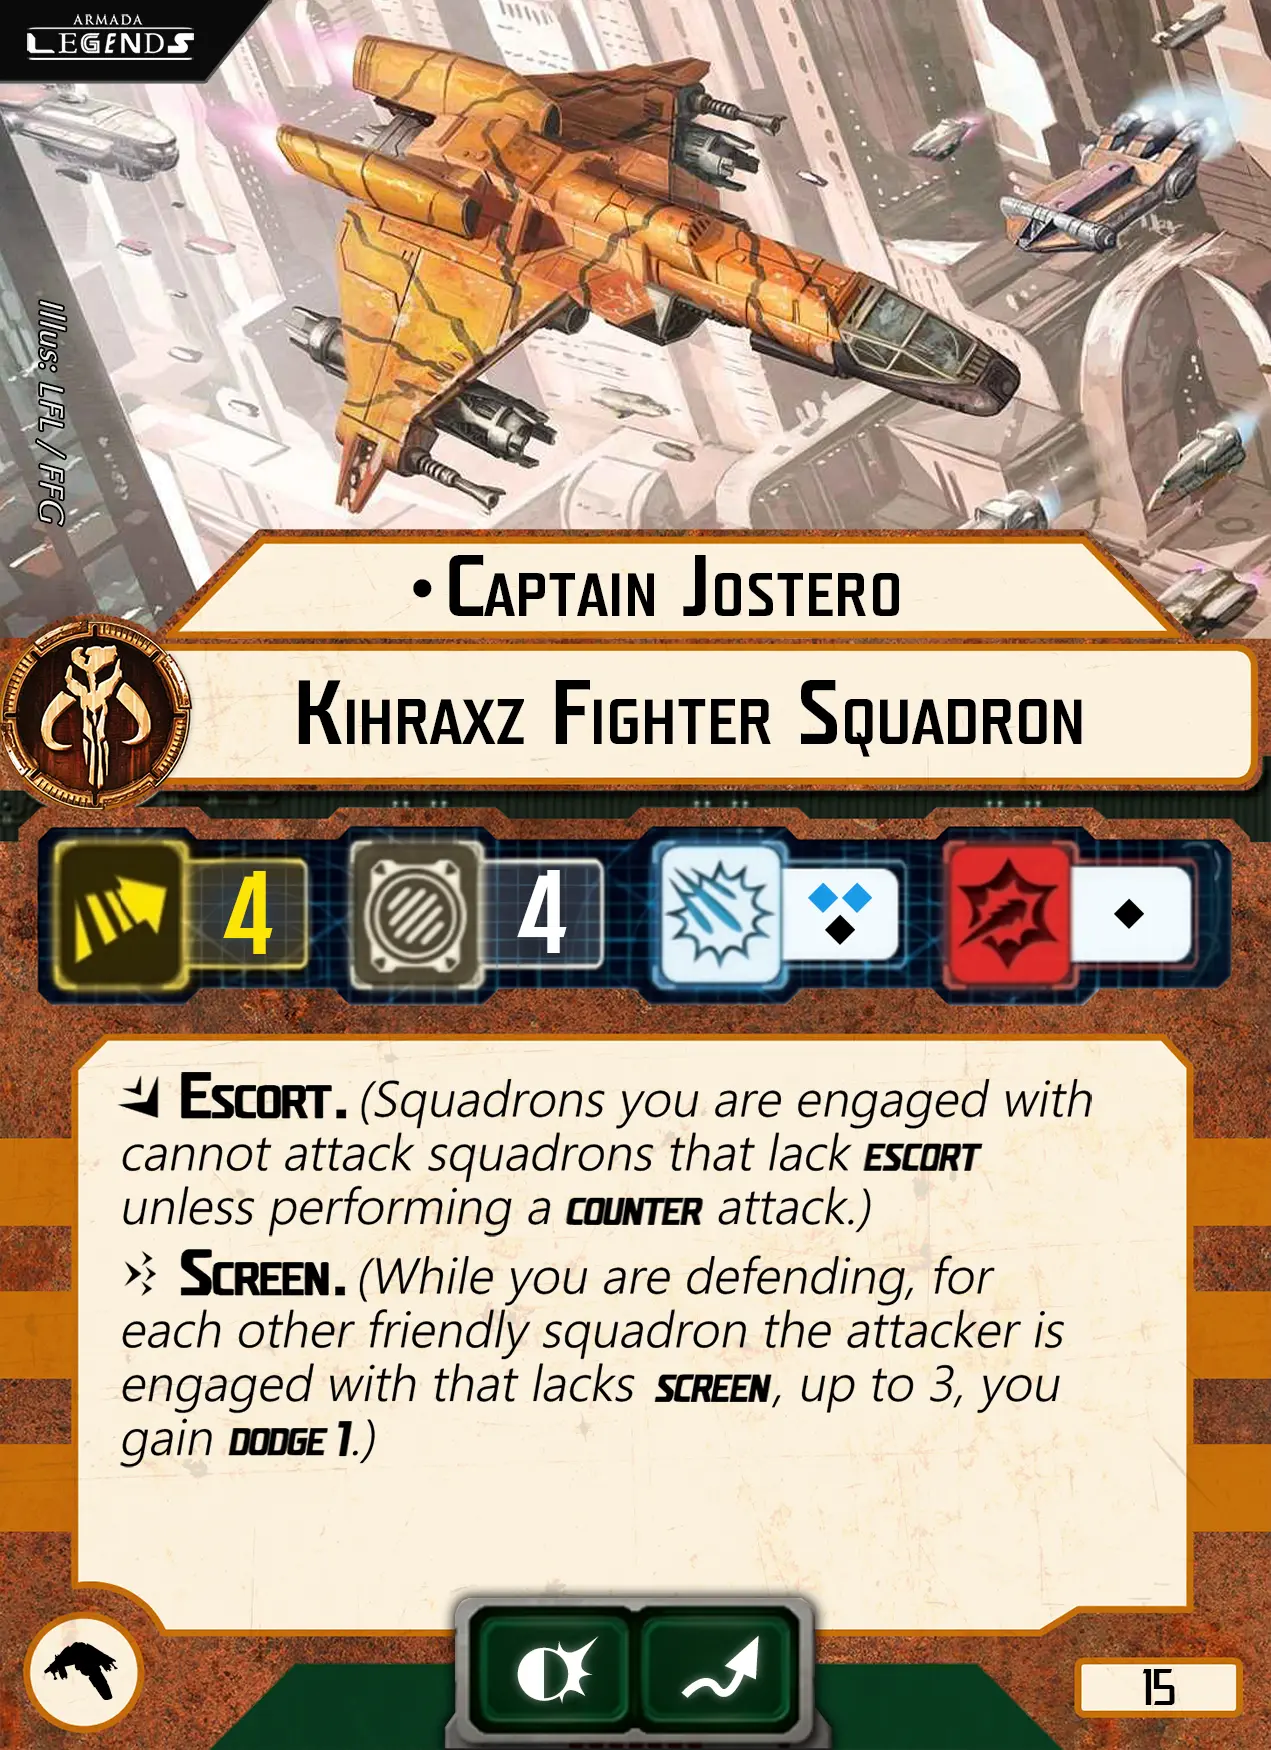 ARMADA
LEGENDS
Illus: LFL / FFG
•Captain Jostero
Kihraxz Fighter Squadron
4
4
Escort. (Squadrons you are engaged with
cannot attack squadrons that lack ESCORT
unless performing a COUNTER attack.)
Screen. (While you are defending, for
each other friendly squadron the attacker is
engaged with that lacks SCREEN, up to 3, you
gain DODGE 1.)
15